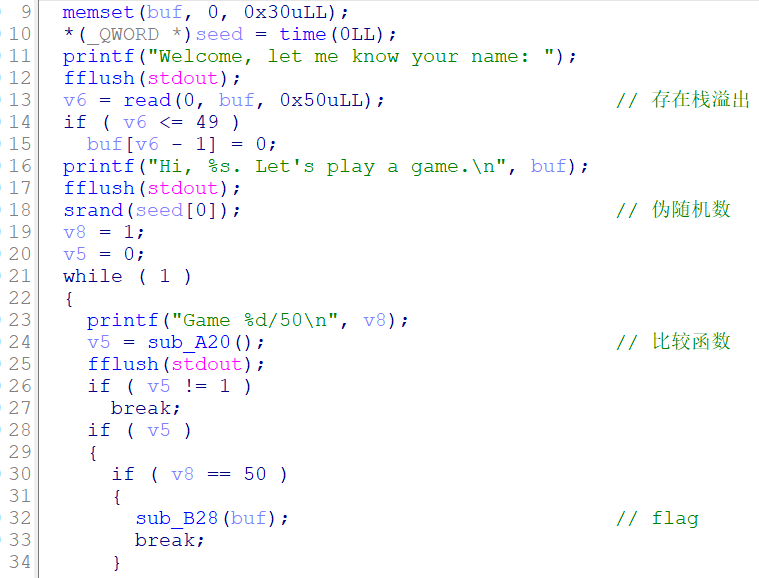 9 memset(buf, 0, 0x30uLL);
10 *(_QWORD *)seed = time(0LL);
11 printf("Welcome, let me know your name: ");
12 fflush(stdout);
13 v6 = read(0, buf, 0x50uLL); // 存在栈溢出
14 if ( v6 <= 49 )
15 buf[v6 - 1] = 0;
16 printf("Hi, %s. Let's play a game.\n", buf);
17 fflush(stdout);
18 srand(seed[0]); // 伪随机数
19 v8 = 1;
20 v5 = 0;
21 while ( 1 )
22 {
23 printf("Game %d/50\n", v8);
24 v5 = sub_A20(); // 比较函数
25 fflush(stdout);
26 if ( v5 != 1 )
27 break;
28 if ( v5 )
29 {
30 if ( v8 == 50 )
31 {
32 sub_B28(buf); // flag
33 break;
34 }